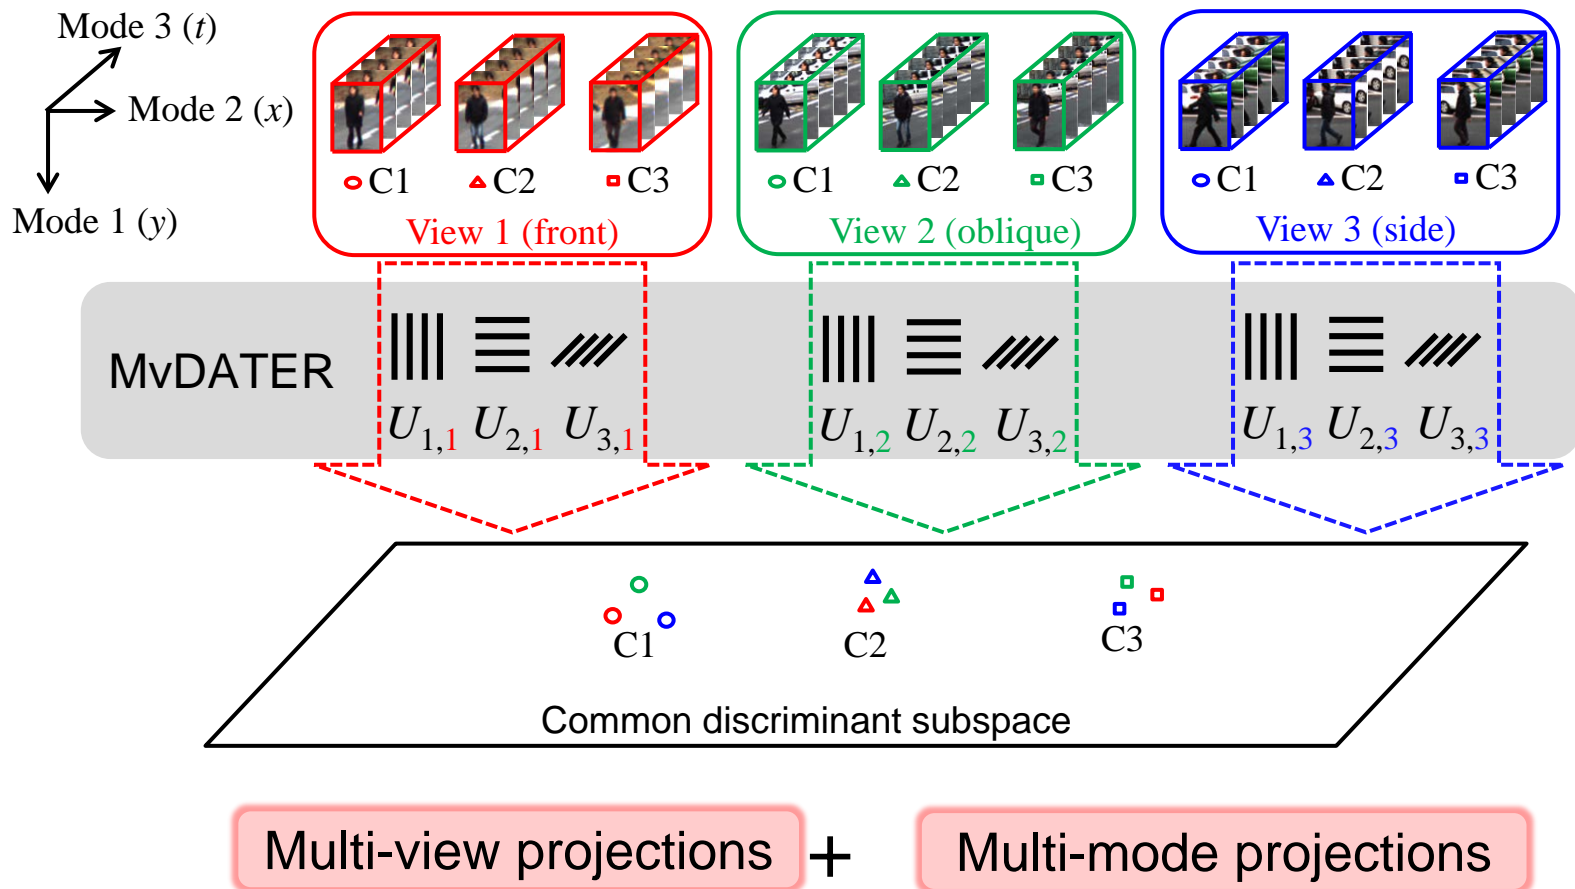 Mode 3 (t)
Mode 2 (x)
Mode 1 (y)
C1 C2 C3
View 1 (front)
C1 C2 C3
View 2 (oblique)
C1 C2 C3
View 3 (side)
MvDATER
U1,1 U2,1 U3,1
U1,2 U2,2 U3,2
U1,3 U2,3 U3,3
C1 C2 C3
Common discriminant subspace
Multi-view projections + Multi-mode projections